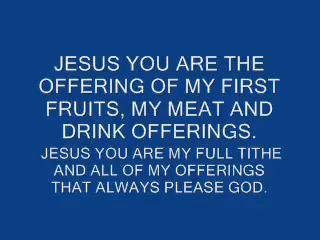 JESUS YOU ARE THE
OFFERING OF MY FIRST
FRUITS, MY MEAT AND
DRINK OFFERINGS.
JESUS YOU ARE MY FULL TITHE
AND ALL OF MY OFFERINGS
THAT ALWAYS PLEASE GOD.